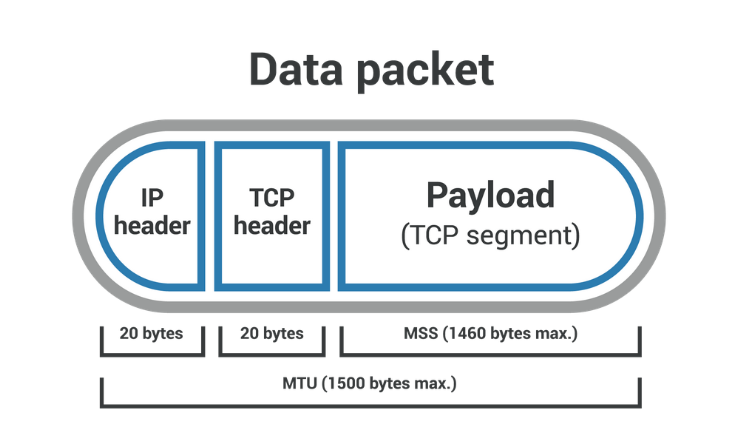 Data packet
IP
header
TCP
header
Payload
(TCP segment)
20 bytes
20 bytes
MSS (1460 bytes max.)
MTU (1500 bytes max.)